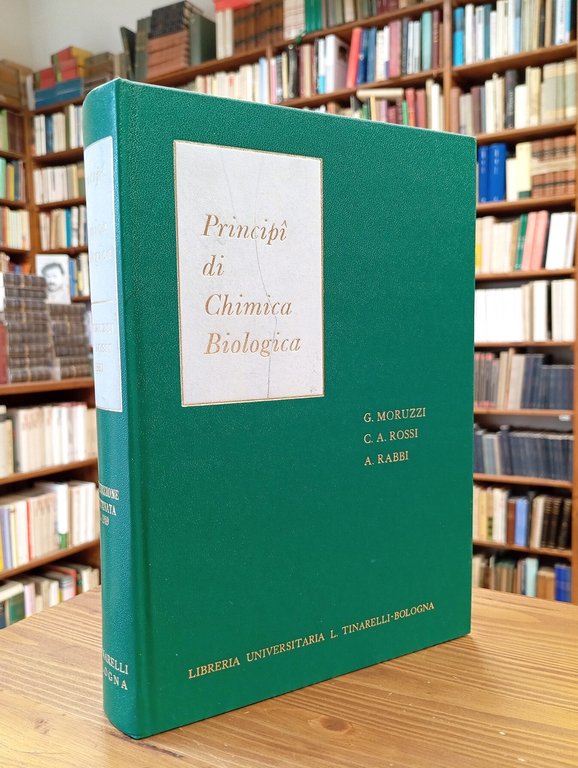 Principî
di
Chimica
Biologica
G. MORUZZI
C. A. ROSSI
A. RABBI
LIBRERIA UNIVERSITARIA L. TINARELLI-BOLOGNA